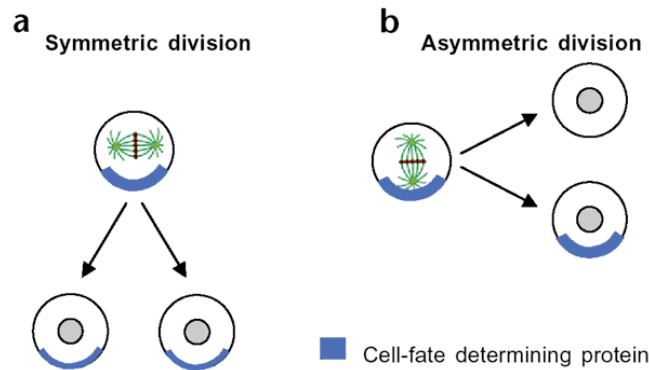 a
Symmetric division
b
Asymmetric division
Cell-fate determining protein